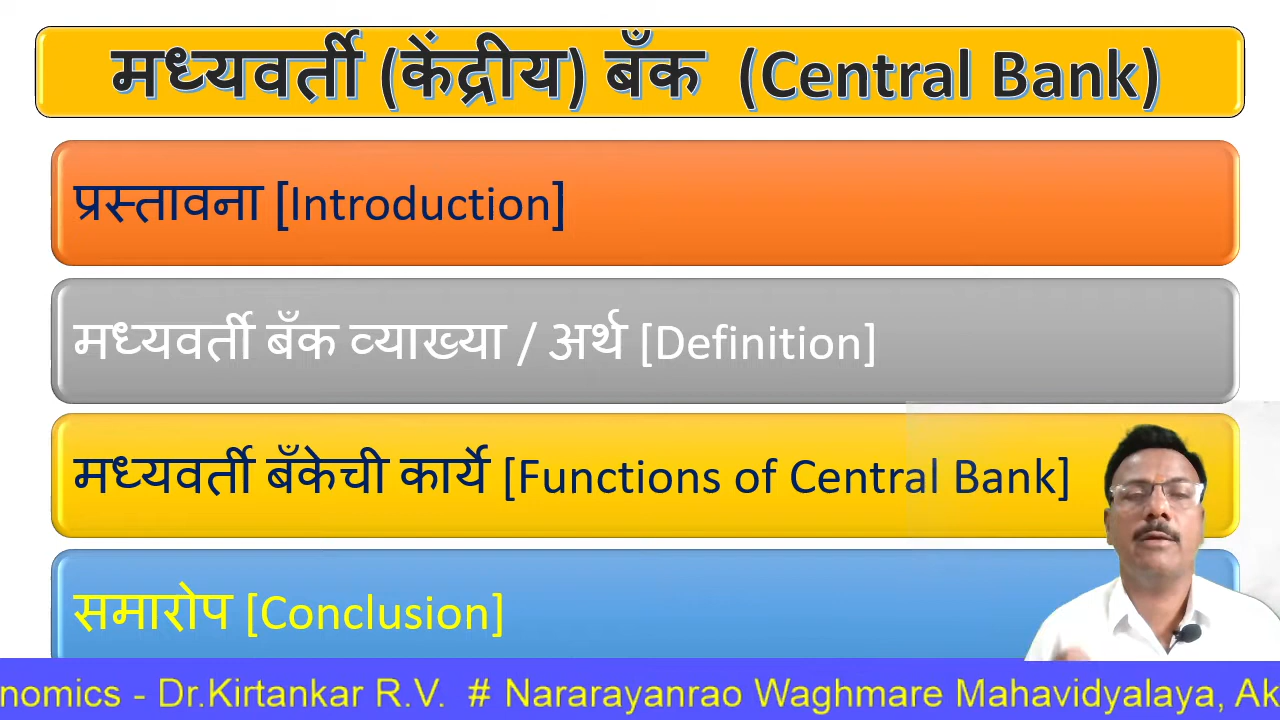 मध्यवर्ती (केंद्रीय) बँक (Central Bank)
प्रस्तावना [Introduction]
मध्यवर्ती बँक व्याख्या / अर्थ [Definition]
मध्यवर्ती बँकेची कार्ये [Functions of Central Bank]
समारोप [Conclusion]
nomics - Dr.Kirtankar R.V. # Nararayanrao Waghmare Mahavidyalaya, Ak